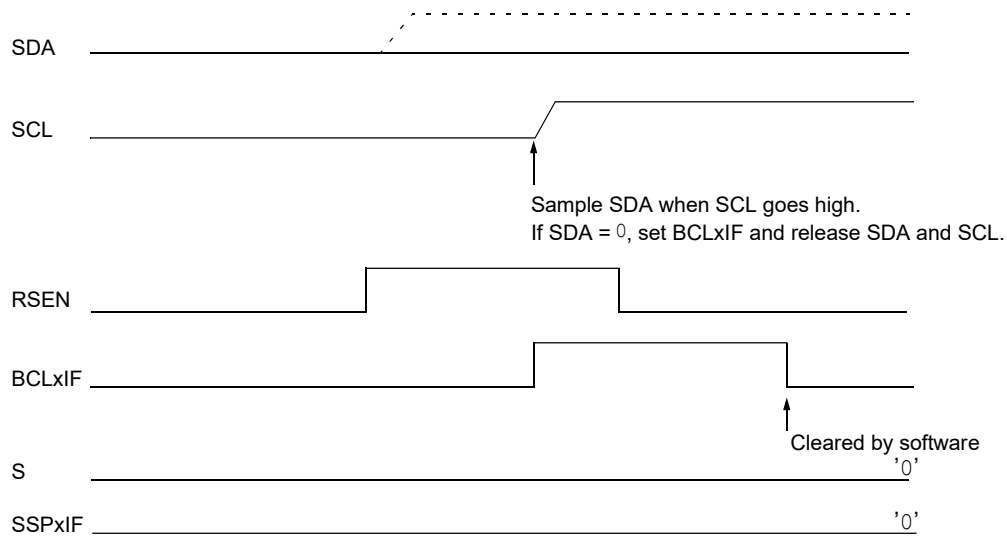 SDA
SCL
Sample SDA when SCL goes high.
If SDA = 0, set BCLxIF and release SDA and SCL.
RSEN
BCLxIF
Cleared by software
S
'0'
SSPxIF
'0'